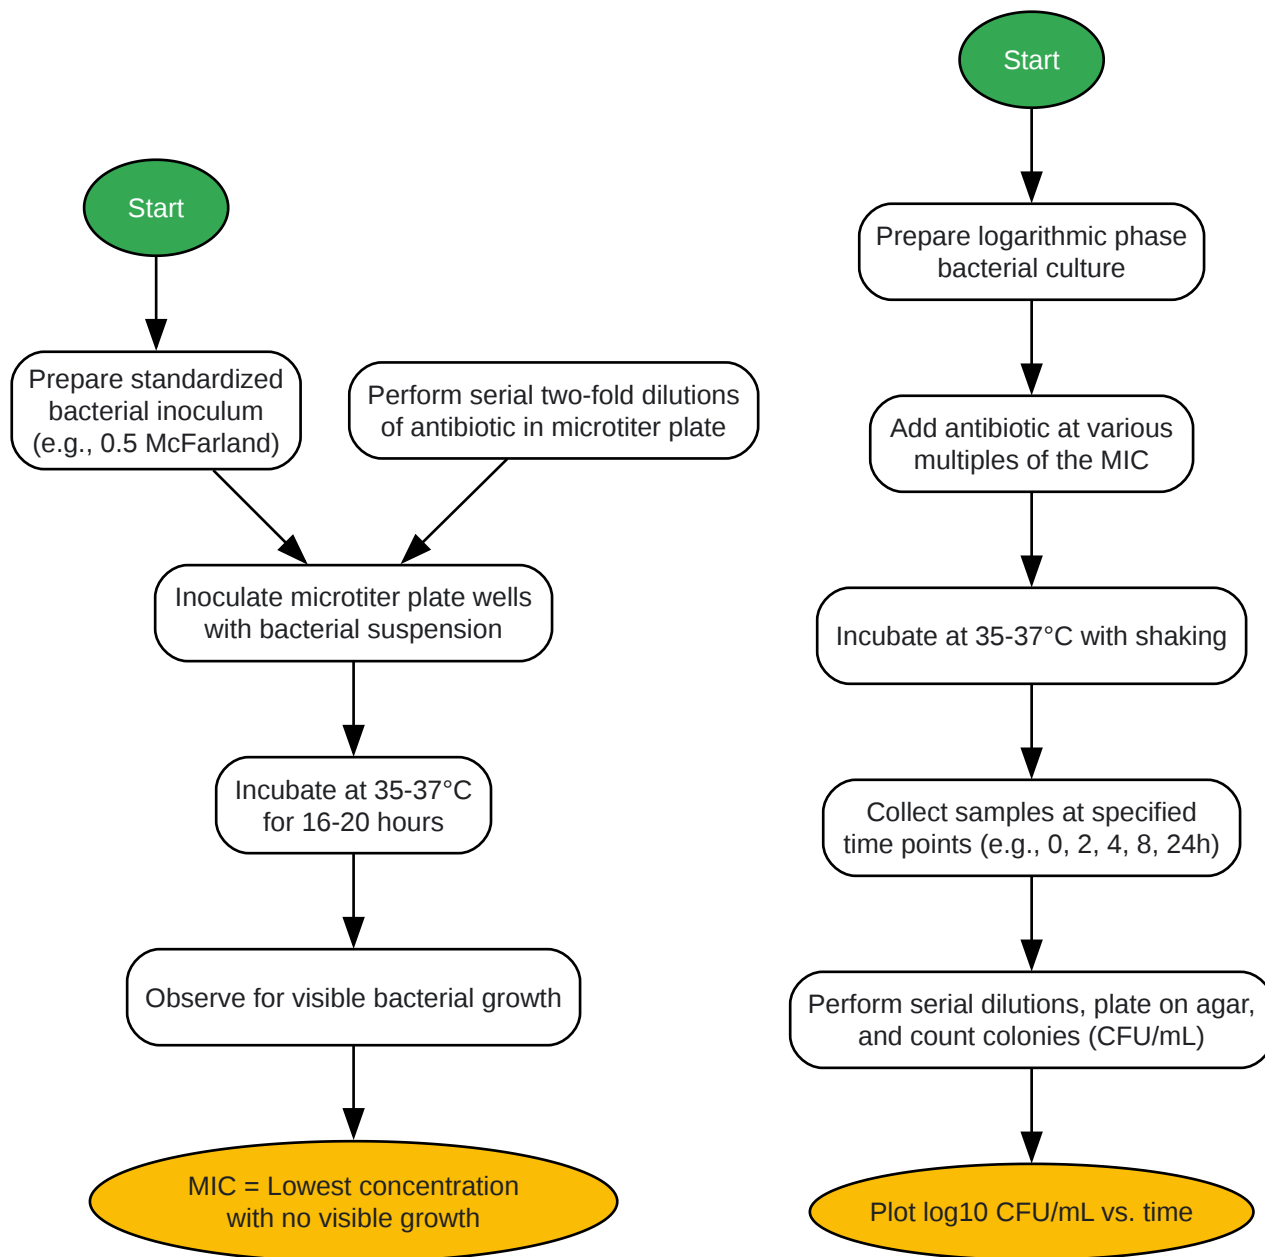 Start
Prepare standardized
bacterial inoculum
(e.g., 0.5 McFarland)
Perform serial two-fold dilutions
of antibiotic in microtiter plate
Inoculate microtiter plate wells
with bacterial suspension
Incubate at 35-37°C
for 16-20 hours
Observe for visible bacterial growth
MIC = Lowest concentration
with no visible growth
Start
Prepare logarithmic phase
bacterial culture
Add antibiotic at various
multiples of the MIC
Incubate at 35-37°C with shaking
Collect samples at specified
time points (e.g., 0, 2, 4, 8, 24h)
Perform serial dilutions, plate on agar,
and count colonies (CFU/mL)
Plot log10 CFU/mL vs. time